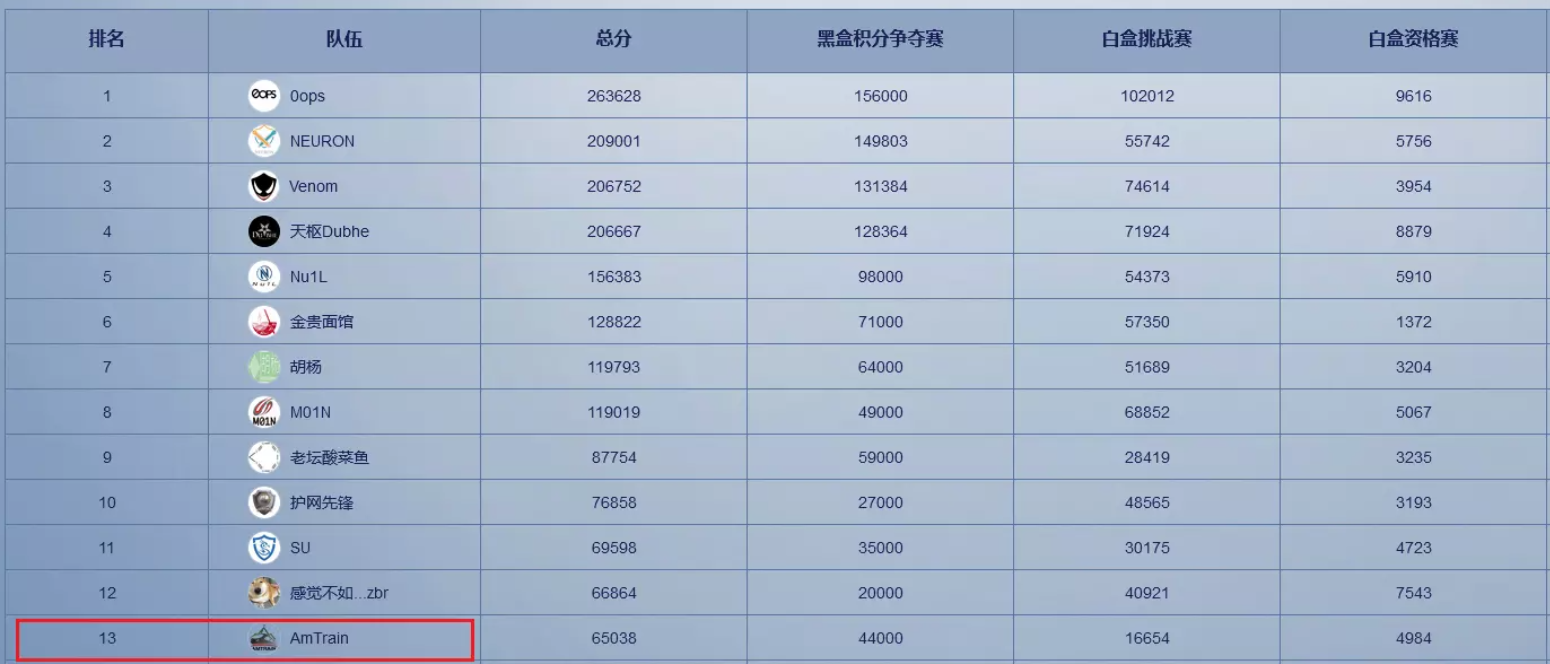 排名 队伍 总分 黑盒积分争夺赛 白盒挑战赛 白盒资格赛
1 0OPS 0ops 263628 156000 102012 9616
2 NEURON 209001 149803 55742 5756
3 Venom 206752 131384 74614 3954
4 天枢Dubhe 206667 128364 71924 8879
5 Nu1L Nu1L 156383 98000 54373 5910
6 金贵面馆 128822 71000 57350 1372
7 胡杨 119793 64000 51689 3204
8 M01N M01N 119019 49000 68852 5067
9 老坛酸菜鱼 87754 59000 28419 3235
10 护网先锋 76858 27000 48565 3193
11 SU 69598 35000 30175 4723
12 感觉不如...zbr 66864 20000 40921 7543
13 AMTRAIN AmTrain 65038 44000 16654 4984